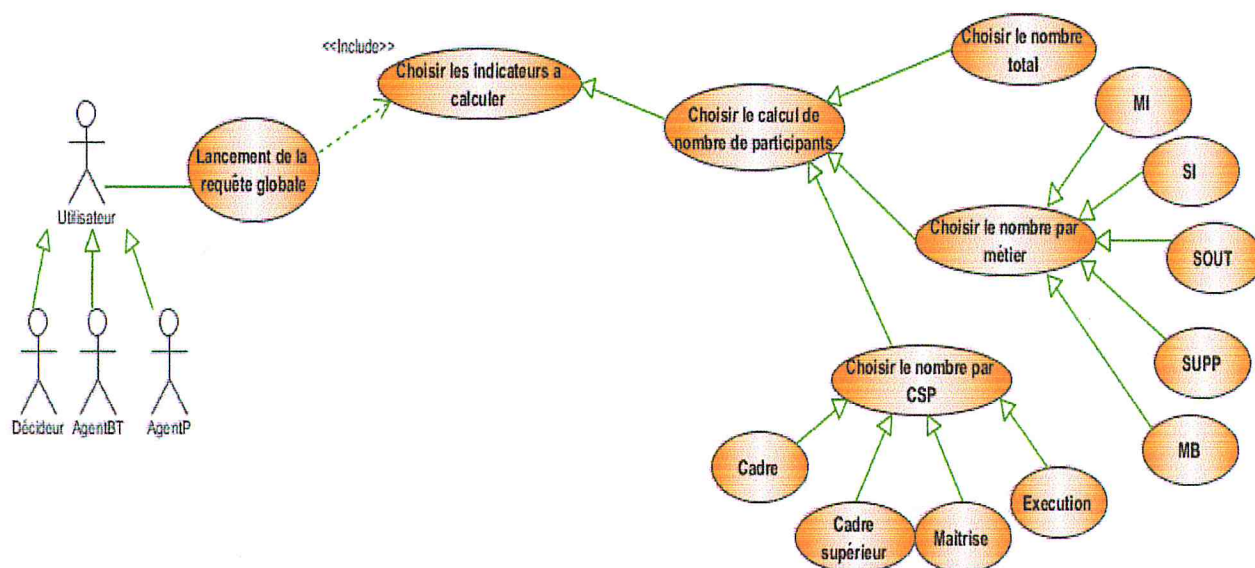 <<Include>>
Choisir les indicateurs a
calculer
Choisir le nombre
total
Choisir le calcul de
nombre de participants
MI
SI
Lancement de la
requête globale
Utilisateur
Choisir le nombre par
métier
SOUT
SUPP
MB
Choisir le nombre par
CSP
Décideur
AgentBT
AgentP
Cadre
Cadre
supérieur
Maitrise
Execution